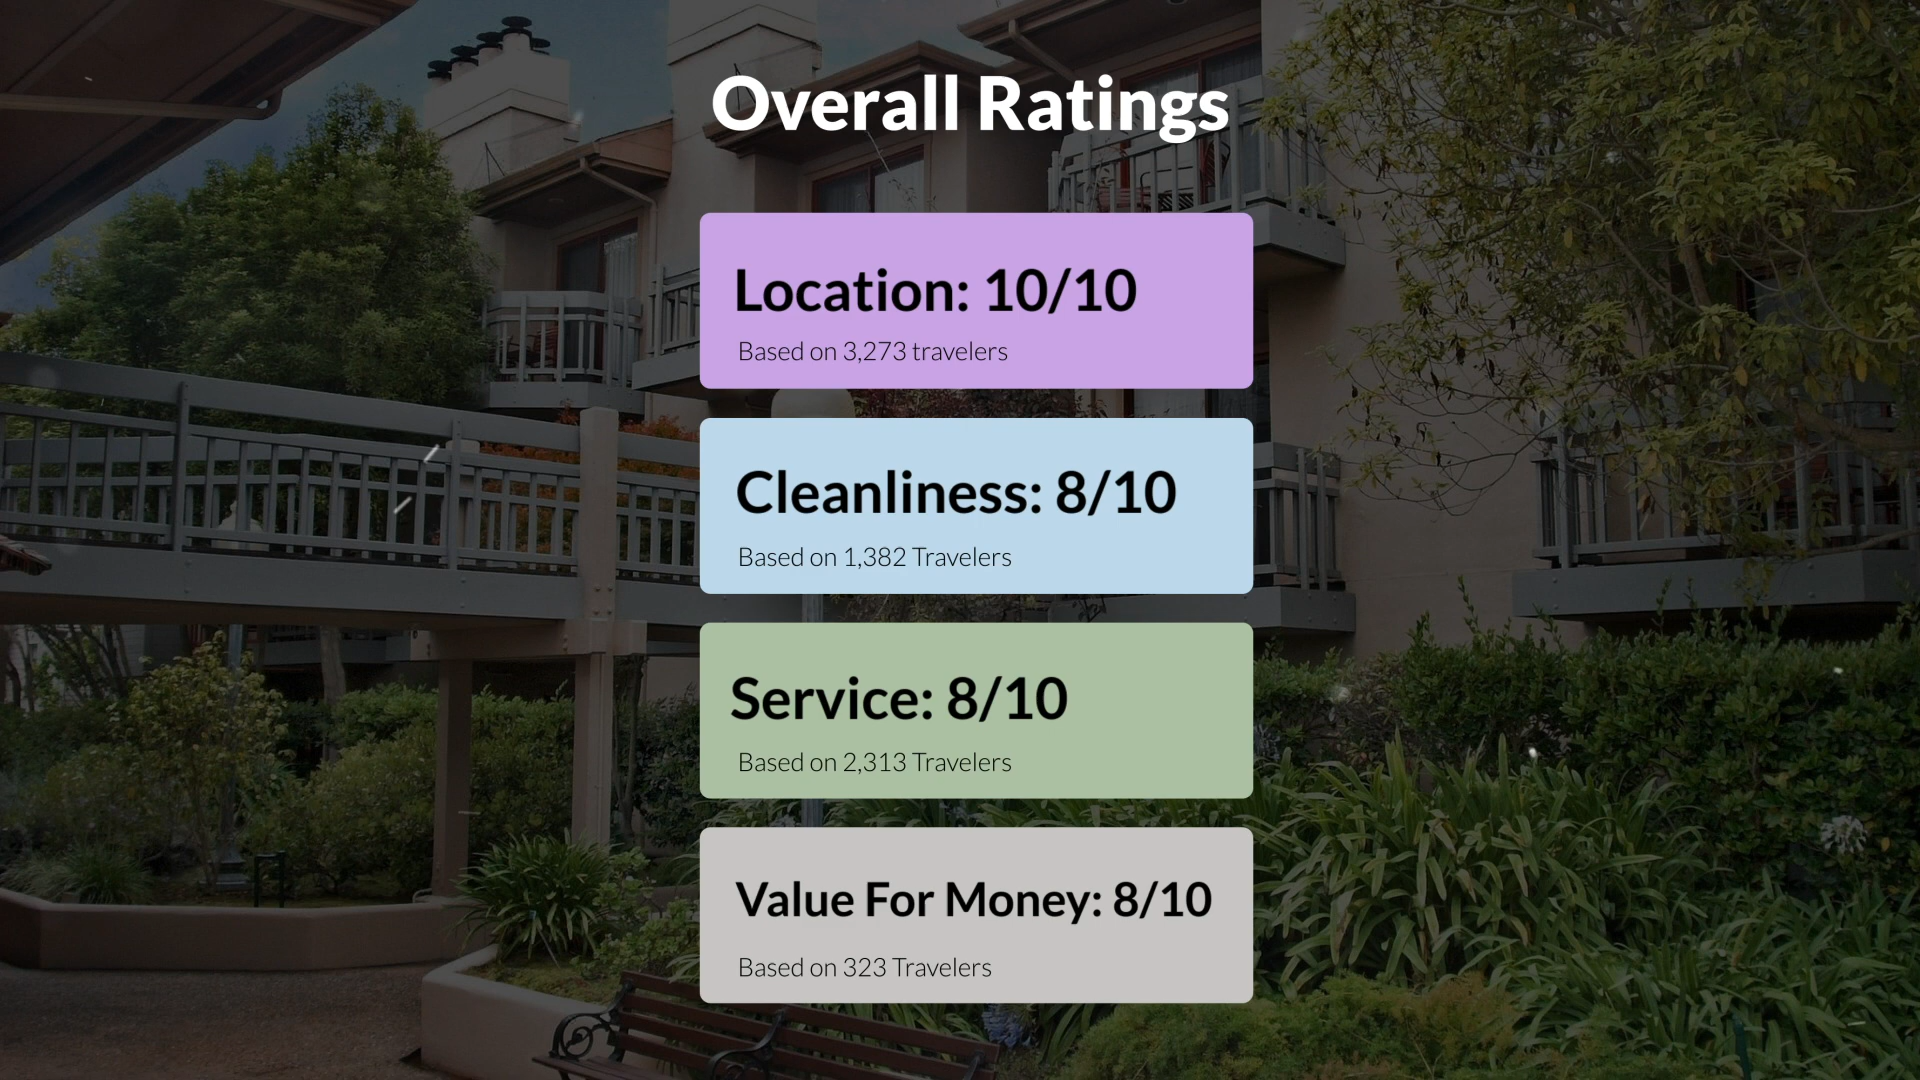 Overall Ratings
Location: 10/10
Based on 3,273 travelers
Cleanliness: 8/10
Based on 1,382 Travelers
Service: 8/10
Based on 2,313 Travelers
Value For Money: 8/10
Based on 323 Travelers